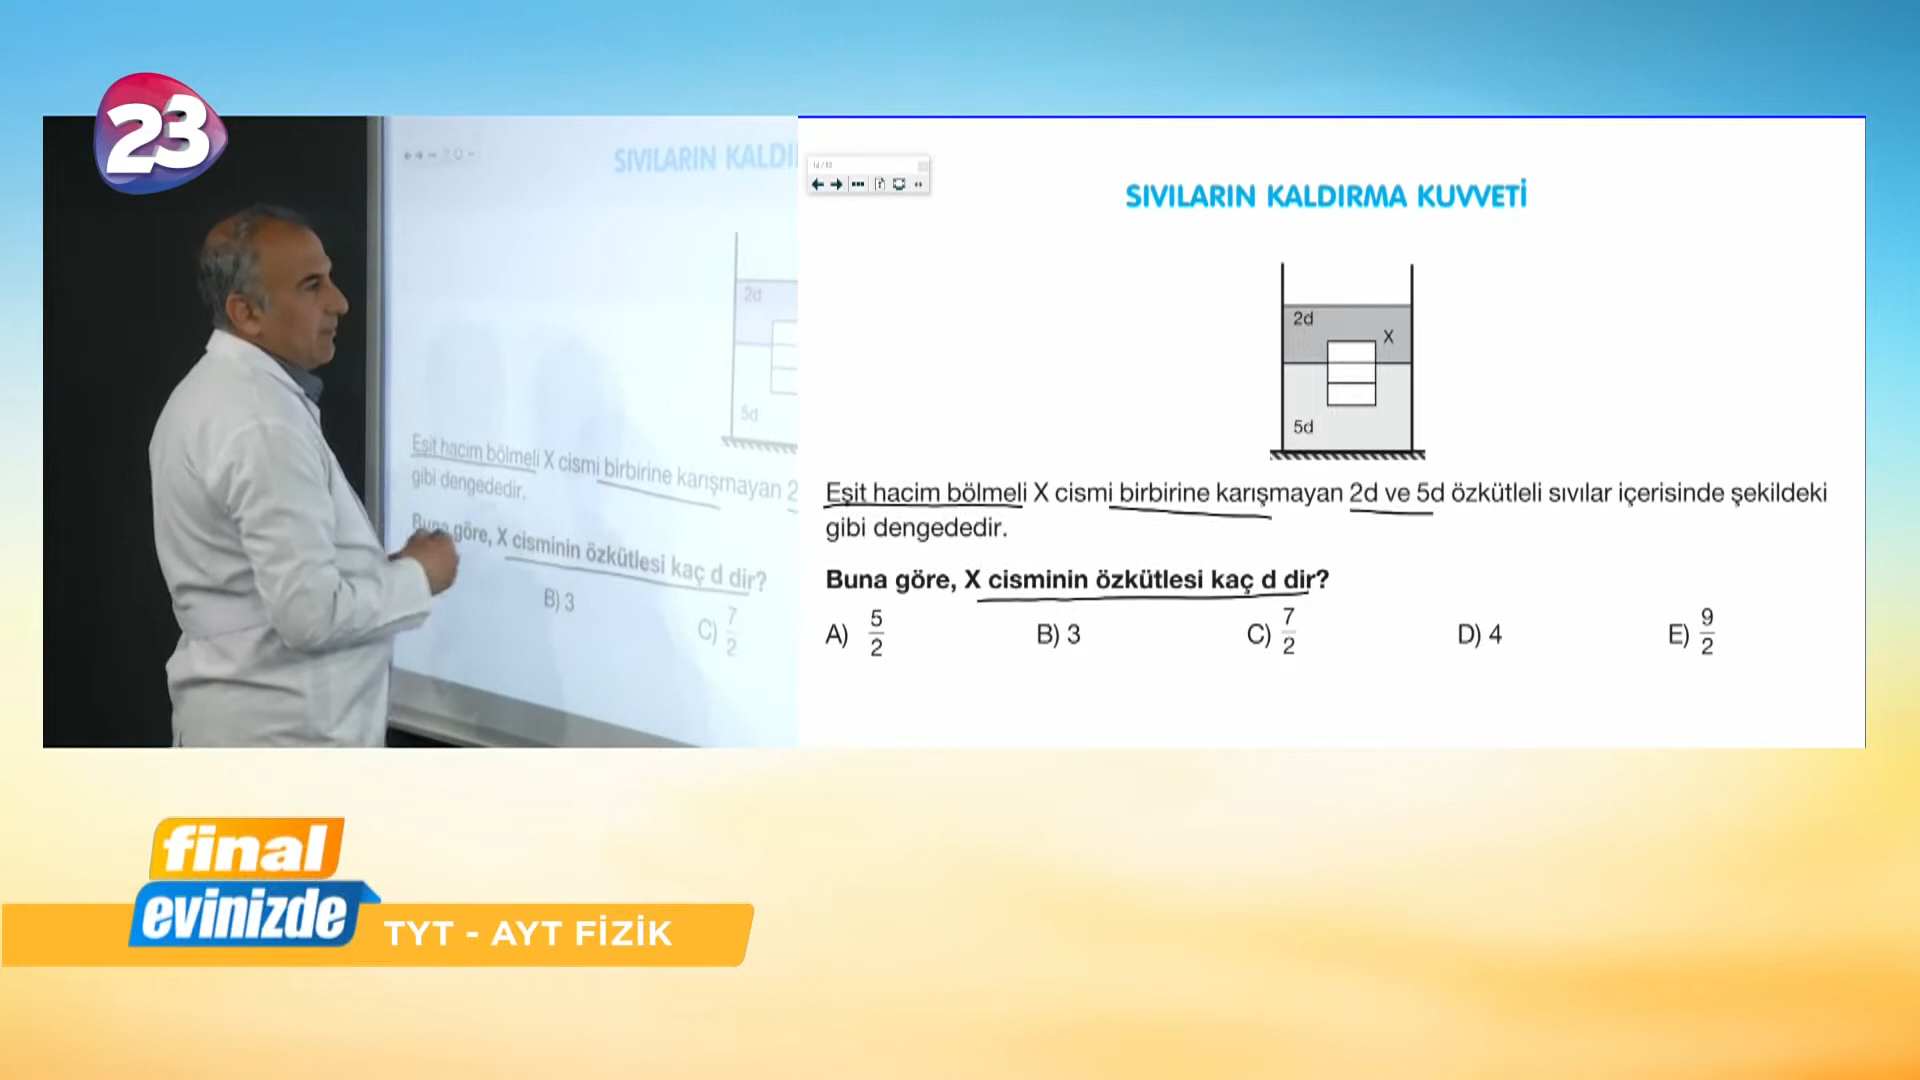 23
SIVILARIN KALDI
2d
5d
Eşit hacim bölmeli X cismi birbirine karışmayan 2
gibi dengededir.
Buna göre, X cisminin özkütlesi kaç d dir?
B) 3
C) 7/2
14 / 
SIVILARIN KALDIRMA KUVVETİ
2d
X
5d
Eşit hacim bölmeli X cismi birbirine karışmayan 2d ve 5d özkütleli sıvılar içerisinde şekildeki
gibi dengededir.
Buna göre, X cisminin özkütlesi kaç d dir?
A) 5/2 B) 3 C) 7/2 D) 4 E) 9/2
final
evinizde
TYT - AYT FİZİK